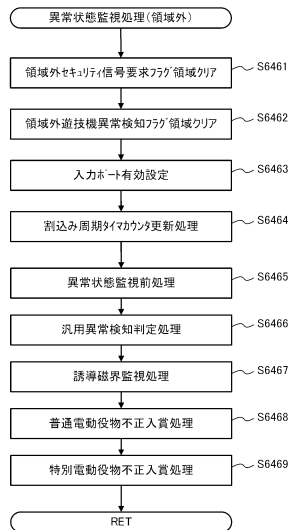 異常状態監視処理(領域外)
領域外セキュリティ信号要求フラグ領域クリア
S6461
領域外遊技機異常検知フラグ領域クリア
S6462
入力ポート有効設定
S6463
割込み周期タイマカウンタ更新処理
S6464
異常状態監視前処理
S6465
汎用異常検知判定処理
S6466
誘導磁界監視処理
S6467
普通電動役物不正入賞処理
S6468
特別電動役物不正入賞処理
S6469
RET